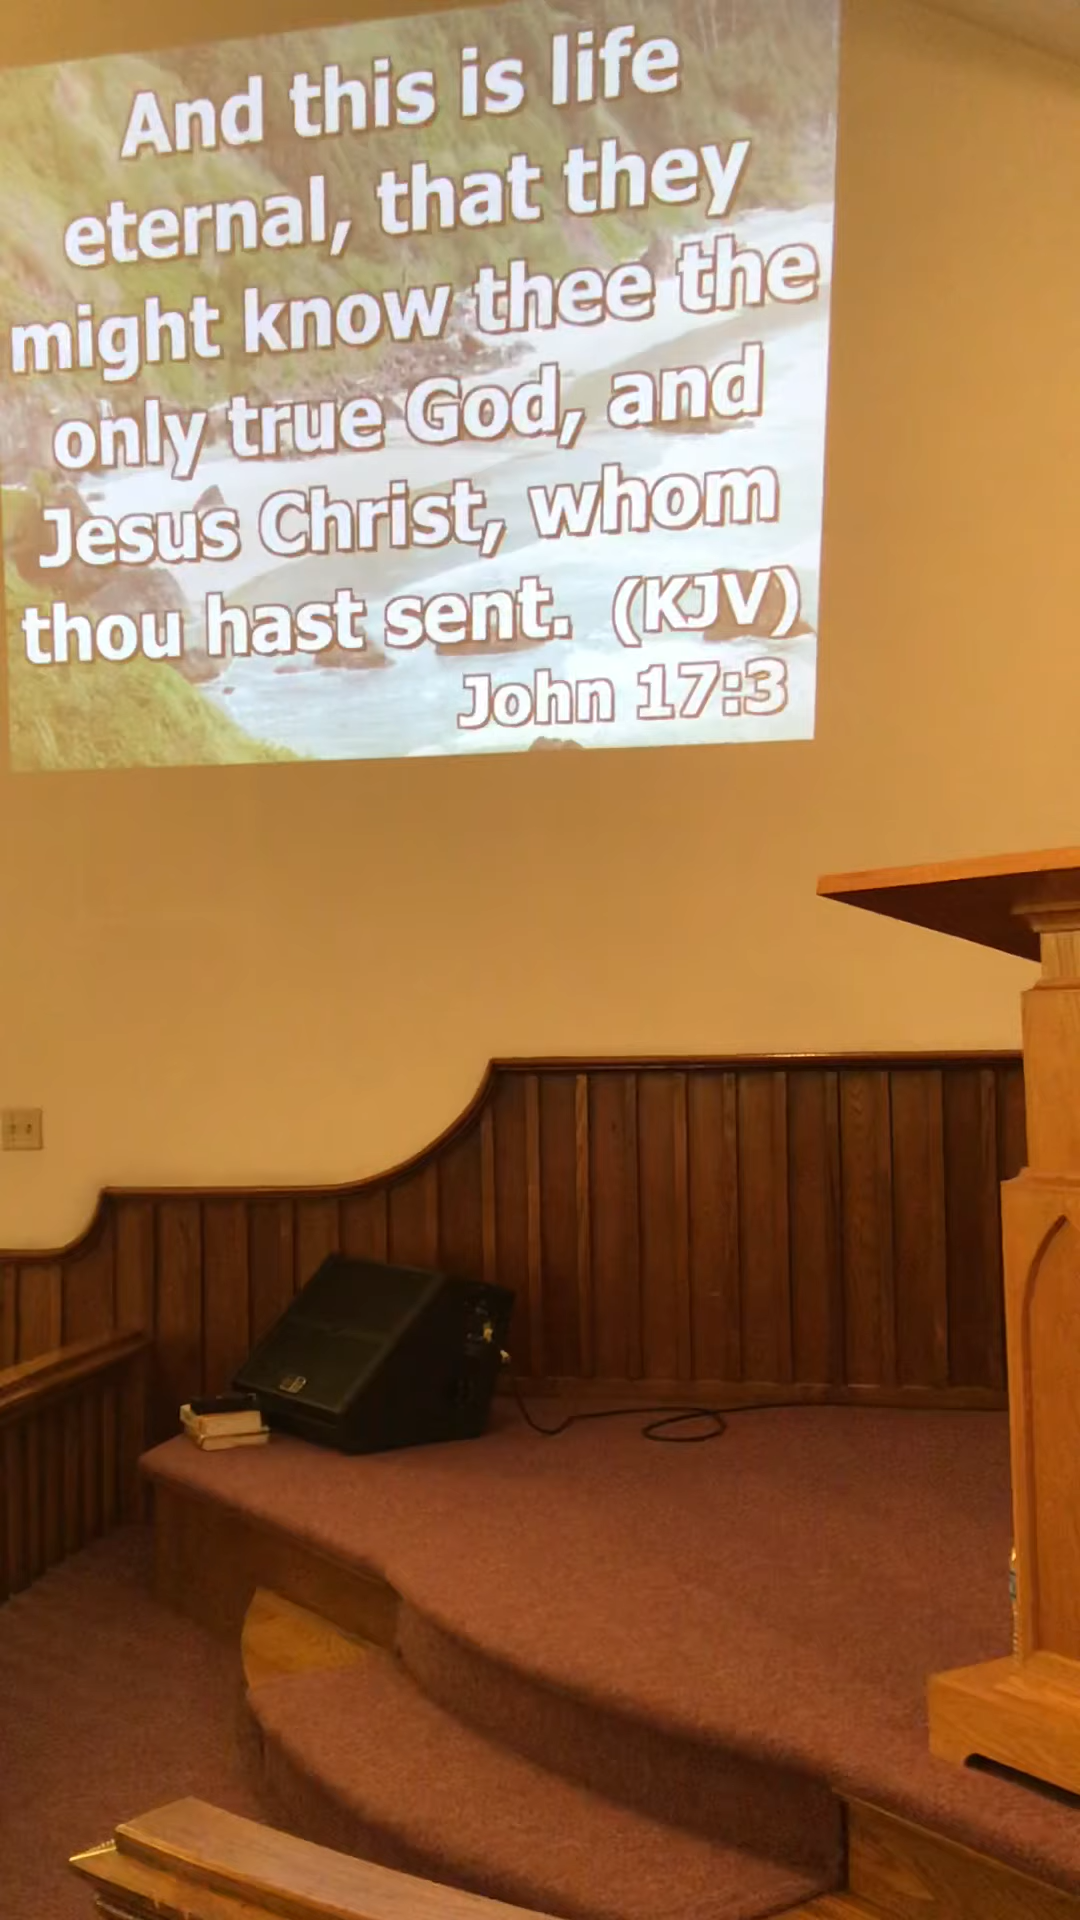 And this is life
eternal, that they
might know thee the
only true God, and
Jesus Christ, whom
thou hast sent. (KJV)
John 17:3